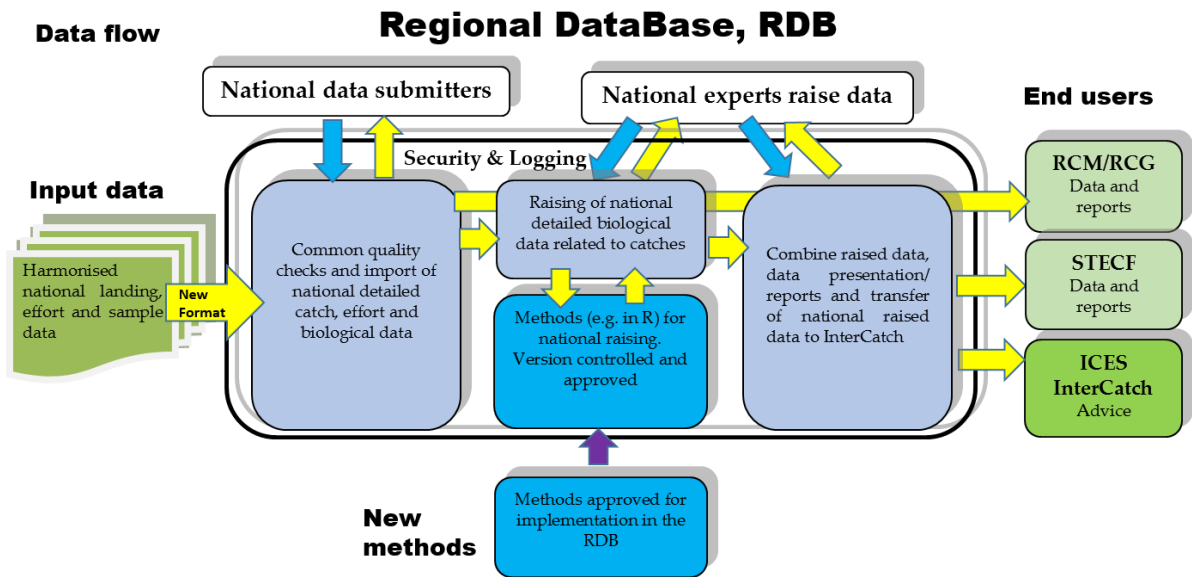 Data flow
Regional DataBase, RDB
National data submitters
National experts raise data
End users
Security & Logging
Input data
Harmonised
national landing,
effort and sample
data
New
Format
Common quality
checks and import of
national detailed
catch, effort and
biological data
Raising of national
detailed biological
data related to catches
Methods (e.g. in R) for
national raising.
Version controlled and
approved
Combine raised data,
data presentation/
reports and transfer
of national raised
data to InterCatch
RCM/RCG
Data and
reports
STECF
Data and
reports
ICES
InterCatch
Advice
New
methods
Methods approved for
implementation in the
RDB